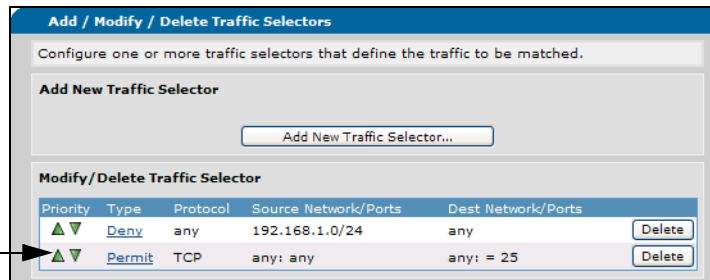 Add / Modify / Delete Traffic Selectors
Configure one or more traffic selectors that define the traffic to be matched.
Add New Traffic Selector
Add New Traffic Selector...
Modify/Delete Traffic Selector
Priority Type Protocol Source Network/Ports Dest Network/Ports
Deny any 192.168.1.0/24 any Delete
Permit TCP any: any any: = 25 Delete